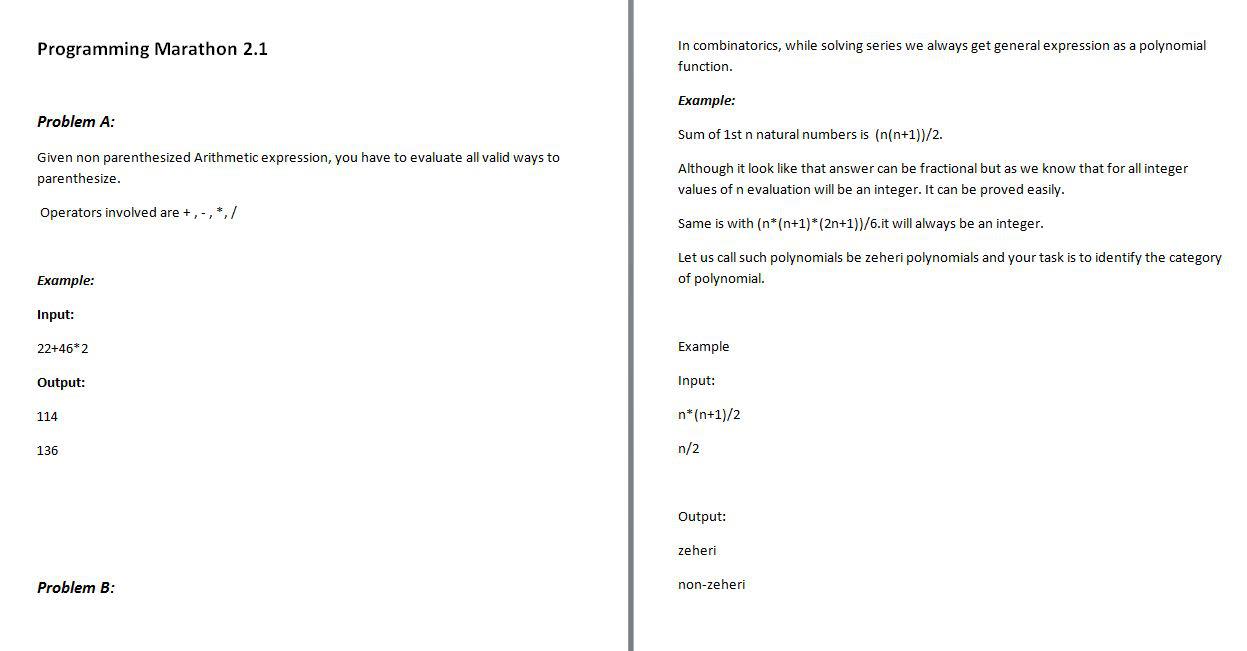 Programming Marathon 2.1
Problem A:
Given non parenthesized Arithmetic expression, you have to evaluate all valid ways to
parenthesize.
Operators involved are + , - , *, /
Example:
Input:
22+46*2
Output:
114
136
Problem B:
In combinatorics, while solving series we always get general expression as a polynomial
function.
Example:
Sum of 1st n natural numbers is (n(n+1))/2.
Although it look like that answer can be fractional but as we know that for all integer
values of n evaluation will be an integer. It can be proved easily.
Same is with (n*(n+1)*(2n+1))/6.it will always be an integer.
Let us call such polynomials be zeheri polynomials and your task is to identify the category
of polynomial.
Example
Input:
n*(n+1)/2
n/2
Output:
zeheri
non-zeheri